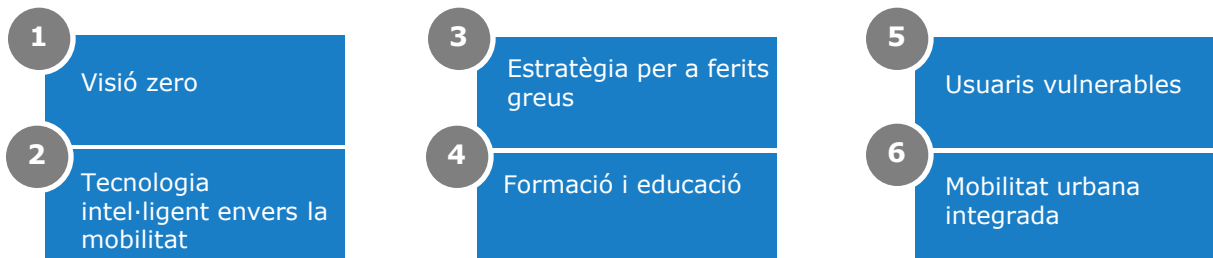 1
Visió zero
2
Tecnologia
intel·ligent envers la
mobilitat
3
Estratègia per a ferits
greus
4
Formació i educació
5
Usuaris vulnerables
6
Mobilitat urbana
integrada